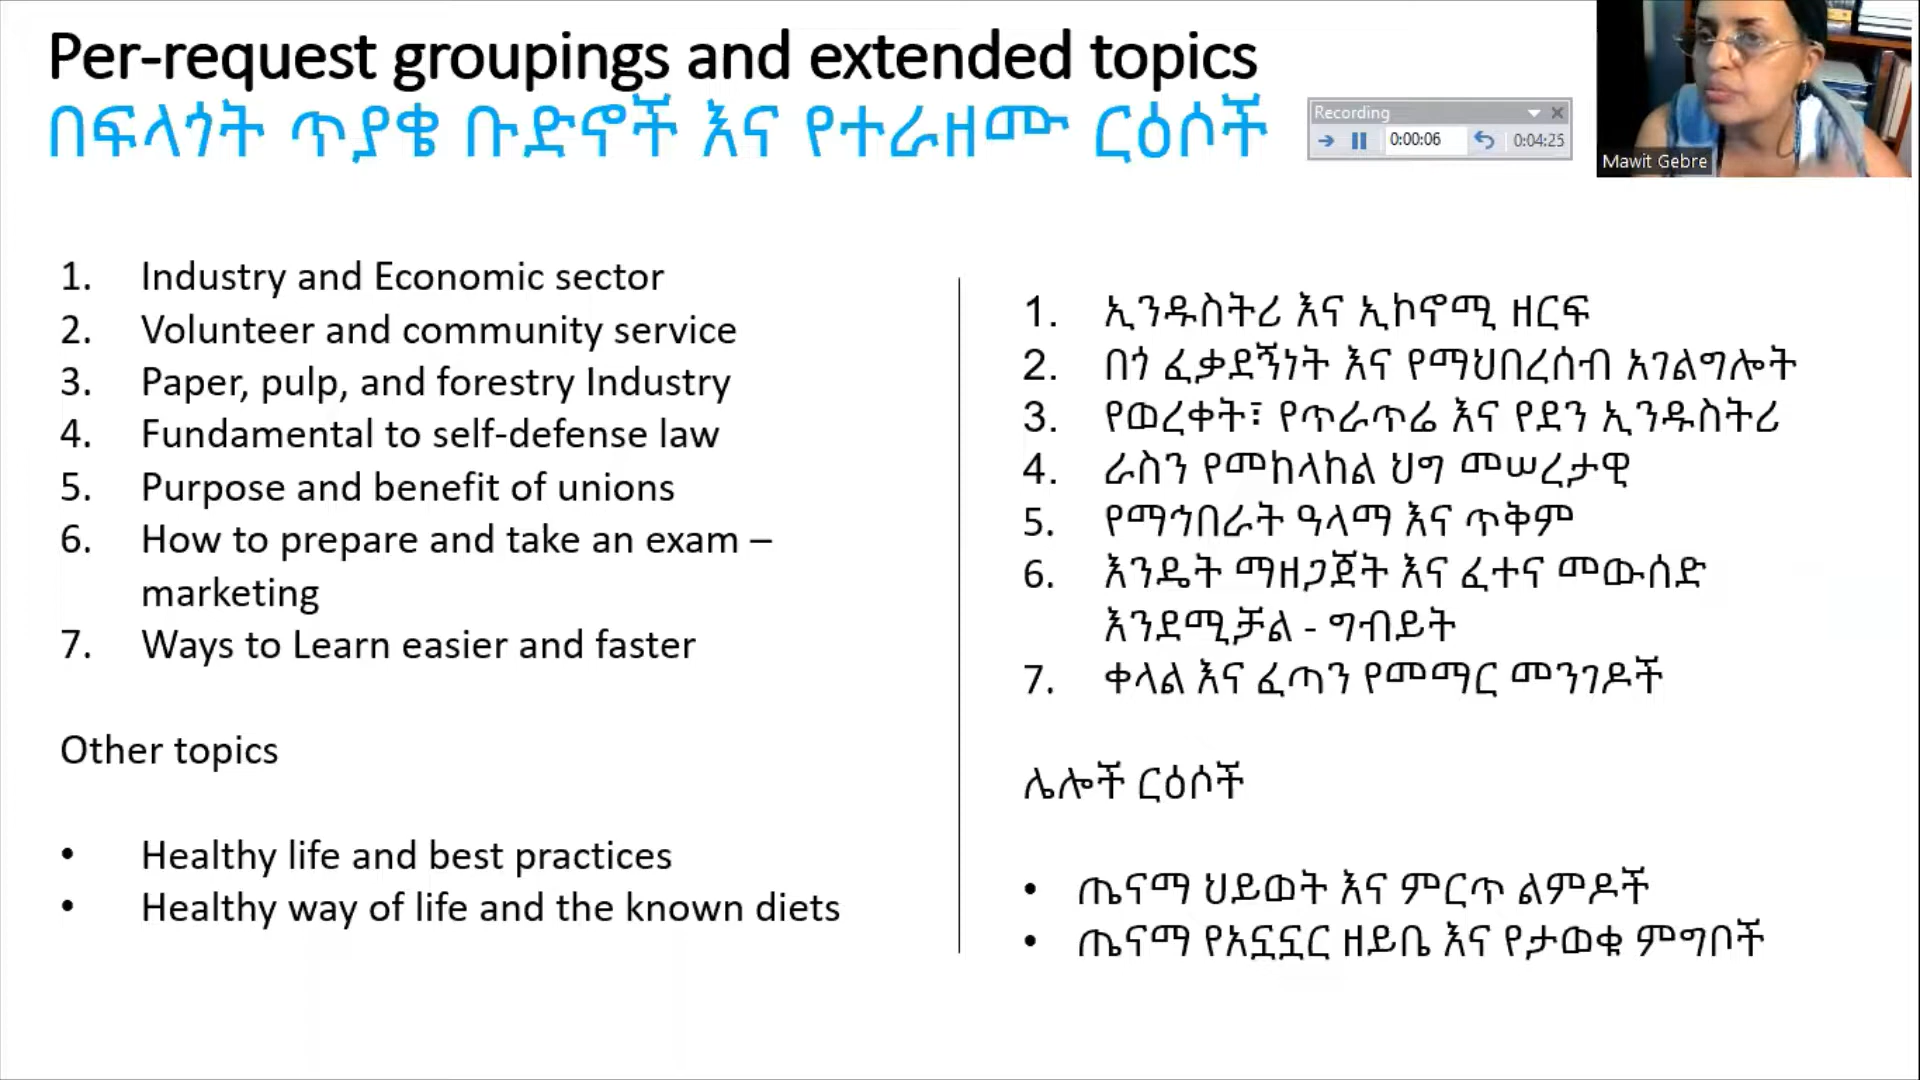 Per-request groupings and extended topics
በፍላጎት ጥያቄ ቡድኖች እና የተራዘሙ ርዕሶች
Recording
0:00:06
0:04:25
Mawit Gebre
1. Industry and Economic sector
2. Volunteer and community service
3. Paper, pulp, and forestry Industry
4. Fundamental to self-defense law
5. Purpose and benefit of unions
6. How to prepare and take an exam –
marketing
7. Ways to Learn easier and faster
Other topics
• Healthy life and best practices
• Healthy way of life and the known diets
1. ኢንዱስትሪ እና ኢኮኖሚ ዘርፍ
2. በጎ ፈቃደኝነት እና የማህበረሰብ አገልግሎት
3. የወረቀት፣ የጥራጥሬ እና የደን ኢንዱስትሪ
4. ራስን የመከላከል ህግ መሠረታዊ
5. የማኅበራት ዓላማ እና ጥቅም
6. እንዴት ማዘጋጀት እና ፈተና መውሰድ
እንደሚቻል - ግብይት
7. ቀላል እና ፈጣን የመማር መንገዶች
ሌሎች ርዕሶች
• ጤናማ ህይወት እና ምርጥ ልምዶች
• ጤናማ የአኗኗር ዘይቤ እና የታወቁ ምግቦች